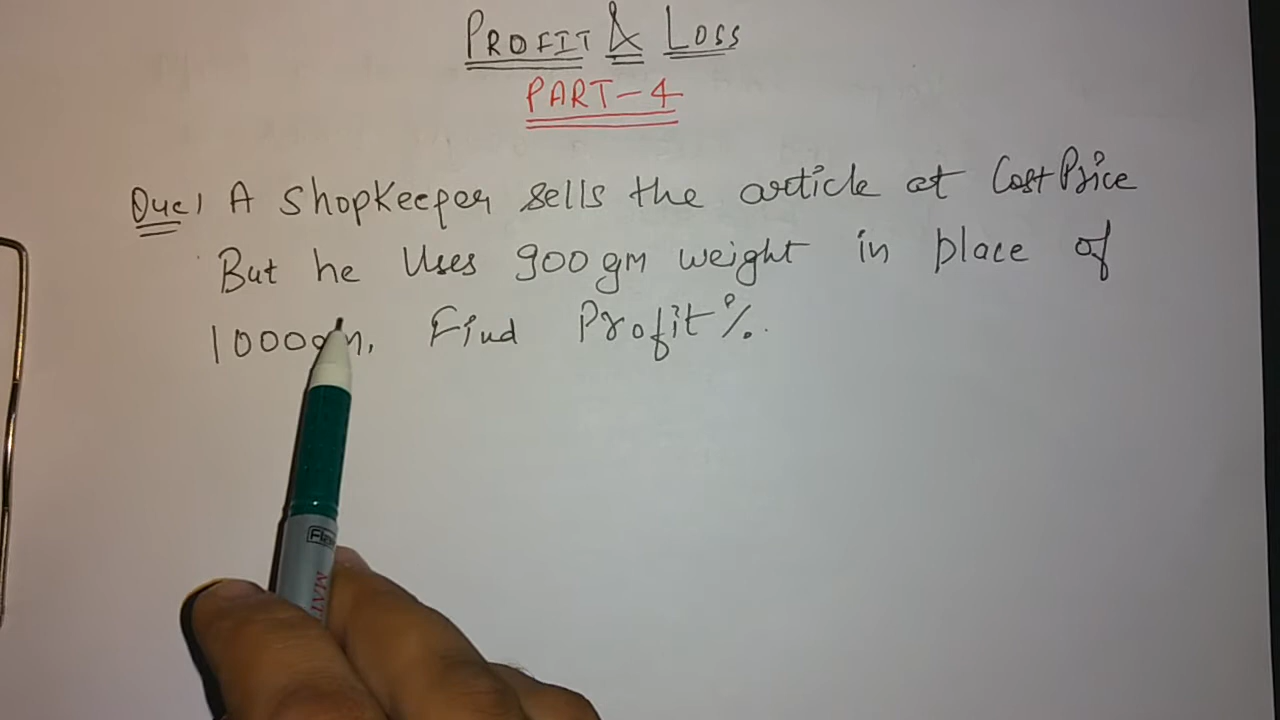 PROFIT & LOSS
PART-4
Que1 A Shopkeeper sells the article at Cost Price
But he Uses 900gm weight in place of
1000gm. Find Profit%.
MAT